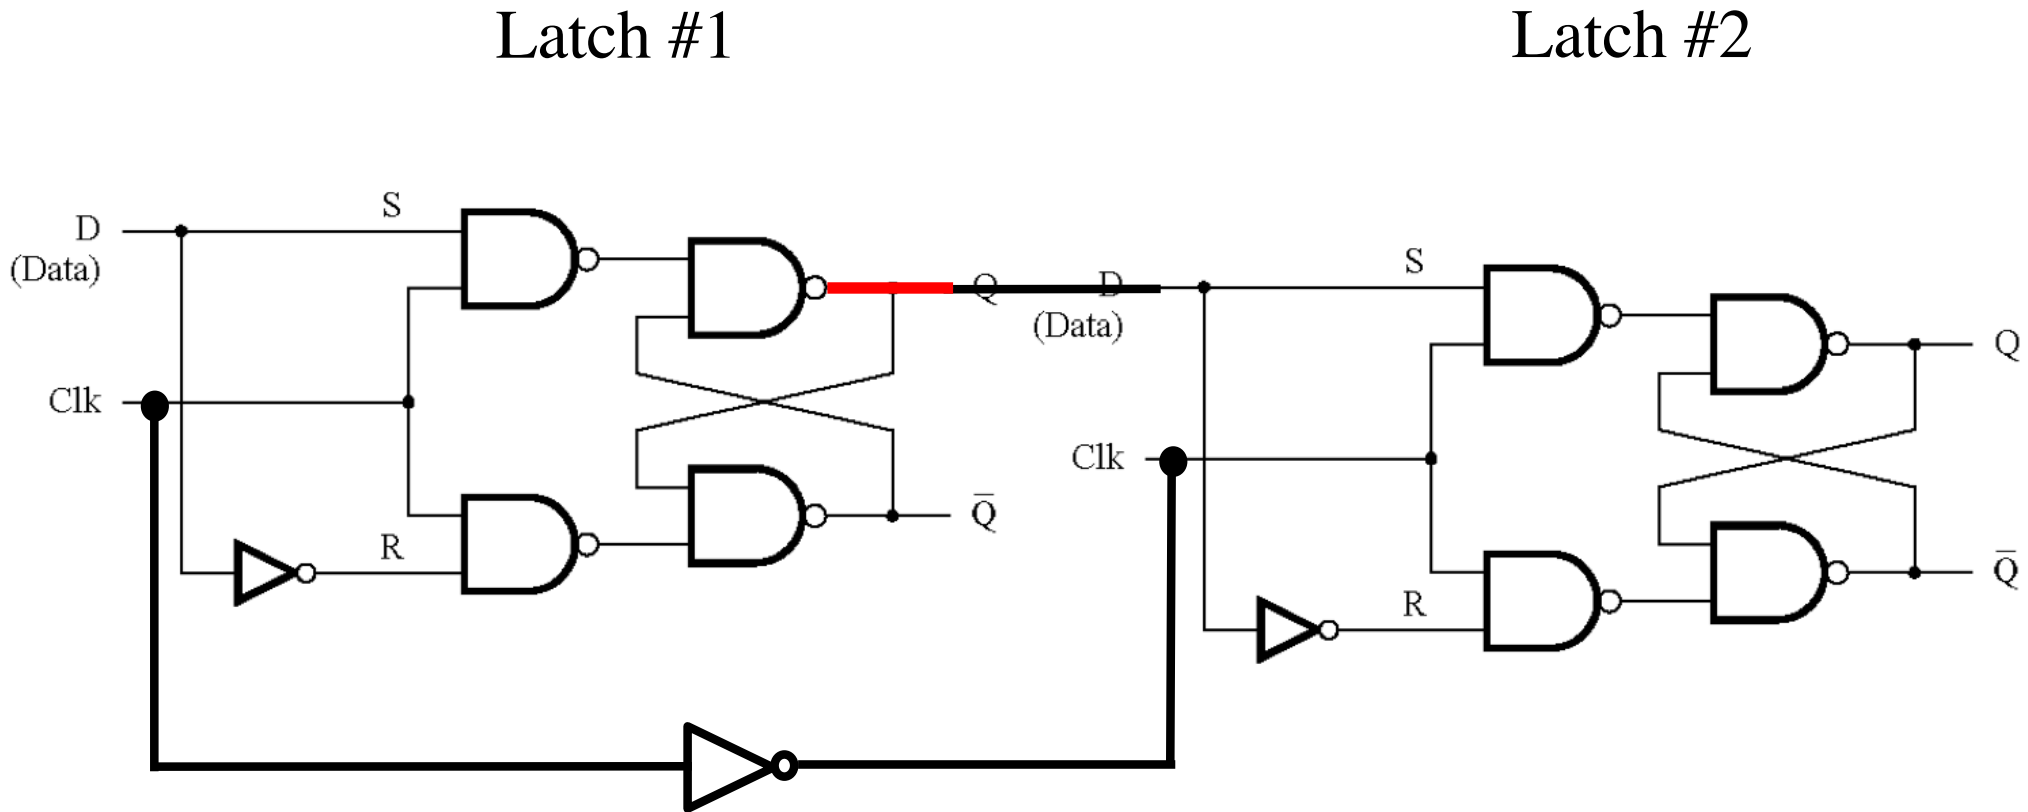 Latch #1
Latch #2
S
D
(Data)
Clk
R
Q
Q̅
D
(Data)
S
Clk
R
Q
Q̅